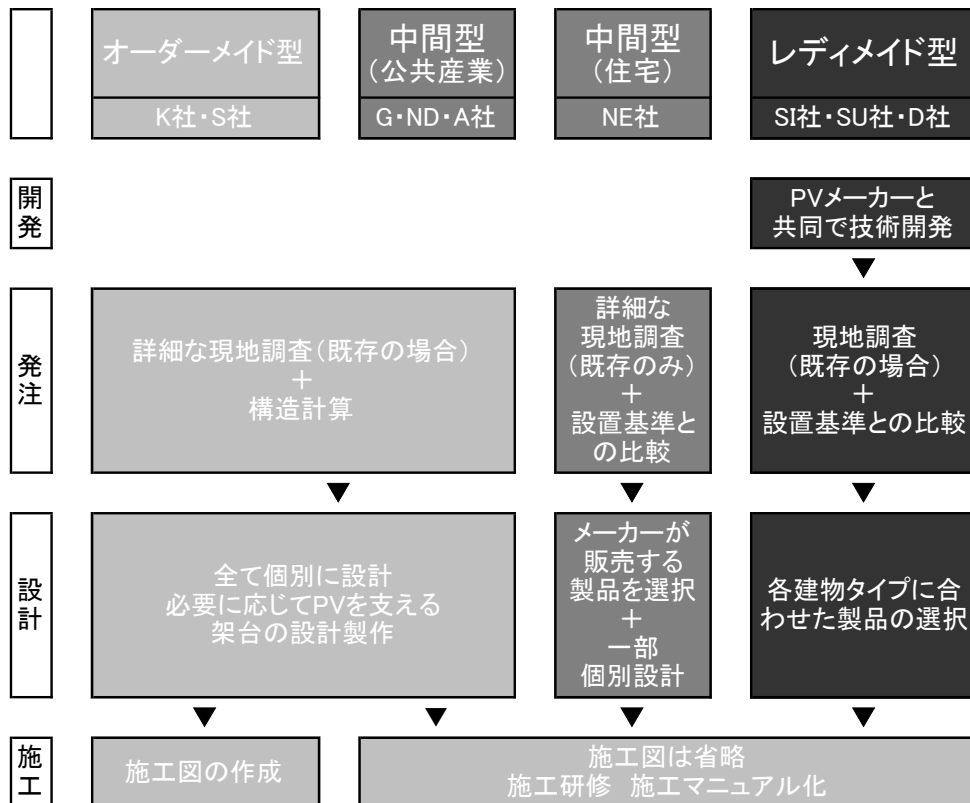 オーダーメイド型
K社・S社
中間型
(公共産業)
G・ND・A社
中間型
(住宅)
NE社
レディメイド型
SI社・SU社・D社
開発
PVメーカーと
共同で技術開発
▼
発注
詳細な現地調査(既存の場合)
＋
構造計算
詳細な
現地調査
(既存のみ)
＋
設置基準と
の比較
現地調査
(既存の場合)
＋
設置基準との比較
▼ ▼ ▼
設計
全て個別に設計
必要に応じてPVを支える
架台の設計製作
メーカーが
販売する
製品を選択
＋
一部
個別設計
各建物タイプに合
わせた製品の選択
▼ ▼ ▼ ▼
施工
施工図の作成
施工図は省略
施工研修 施工マニュアル化